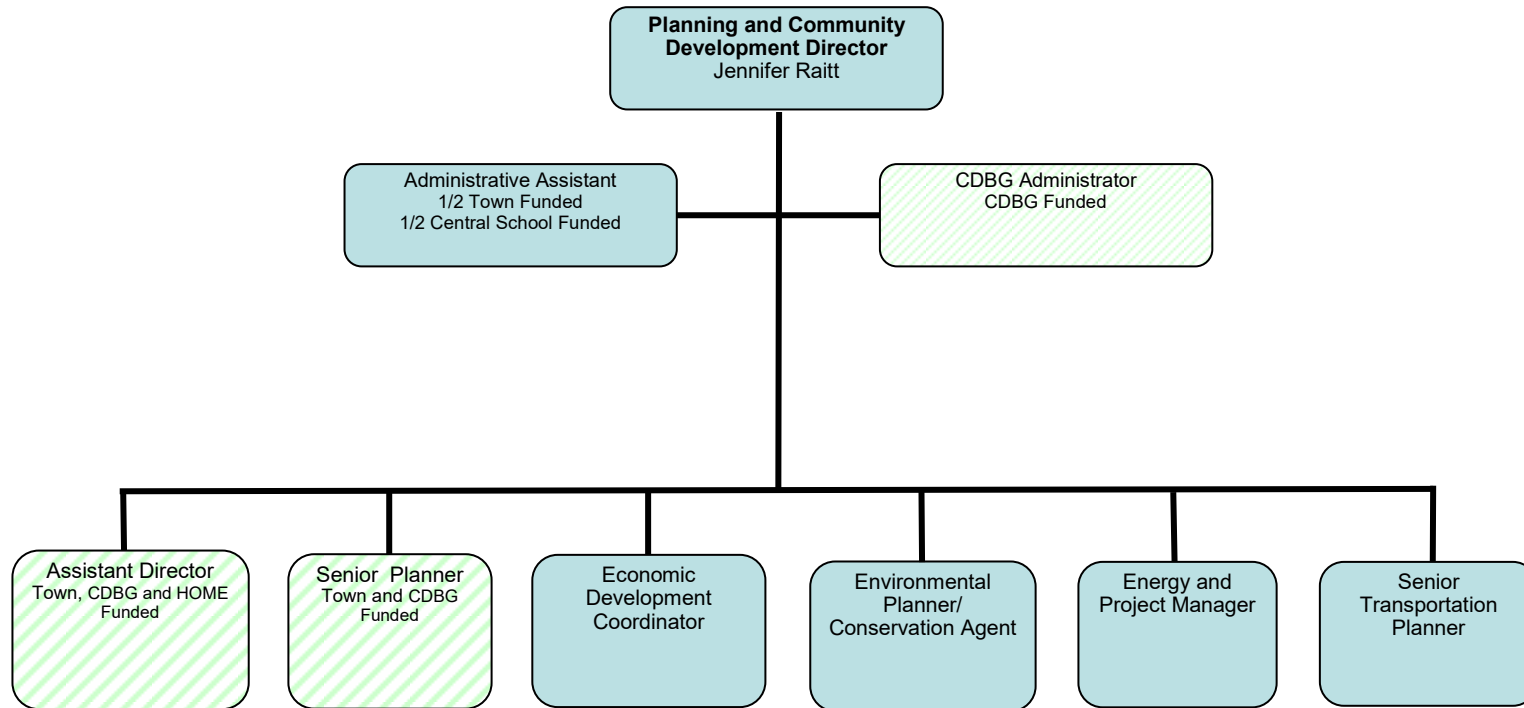 Planning and Community
Development Director
Jennifer Raitt
Administrative Assistant
1/2 Town Funded
1/2 Central School Funded
CDBG Administrator
CDBG Funded
Assistant Director
Town, CDBG and HOME
Funded
Senior Planner
Town and CDBG
Funded
Economic
Development
Coordinator
Environmental
Planner/
Conservation Agent
Energy and
Project Manager
Senior
Transportation
Planner